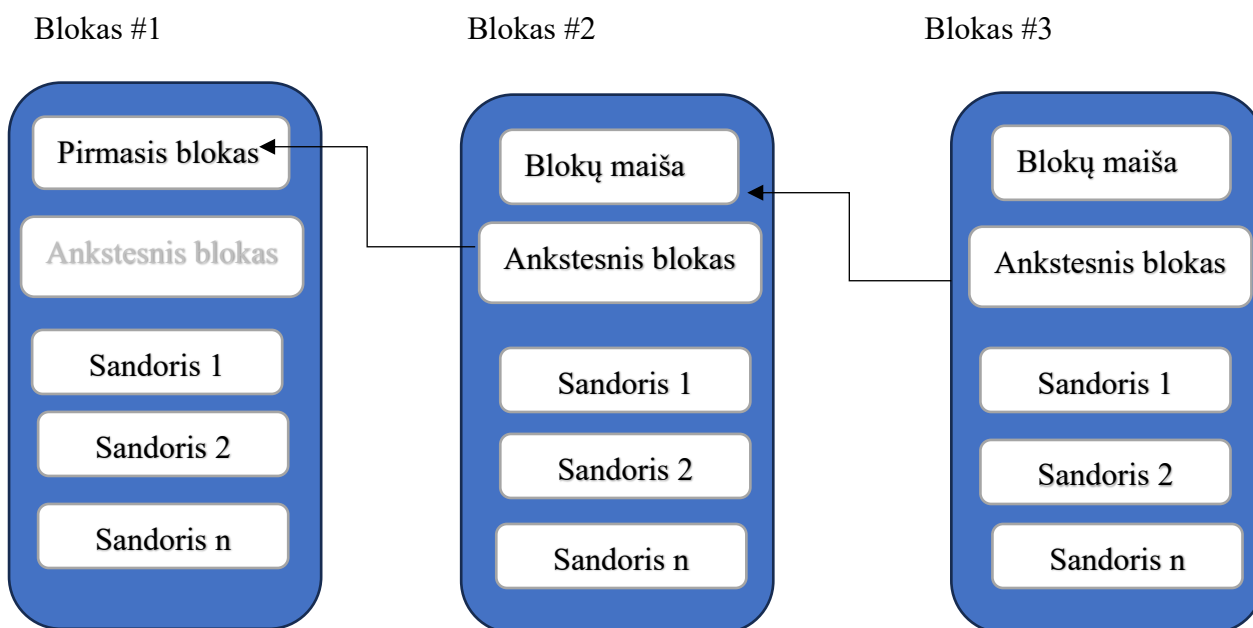 Blokas #1
Blokas #2
Blokas #3
Pirmasis blokas
Ankstesnis blokas
Sandoris 1
Sandoris 2
Sandoris n
Blokų maiša
Ankstesnis blokas
Sandoris 1
Sandoris 2
Sandoris n
Blokų maiša
Ankstesnis blokas
Sandoris 1
Sandoris 2
Sandoris n